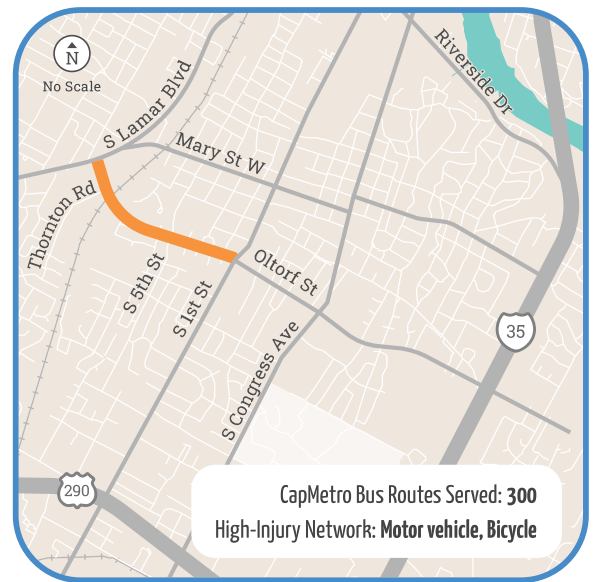 N
No Scale
Riverside Dr
S Lamar Blvd
Mary St W
Thornton Rd
S 5th St
S 1st St
Oltorf St
S Congress Ave
35
290
CapMetro Bus Routes Served: 300
High-Injury Network: Motor vehicle, Bicycle